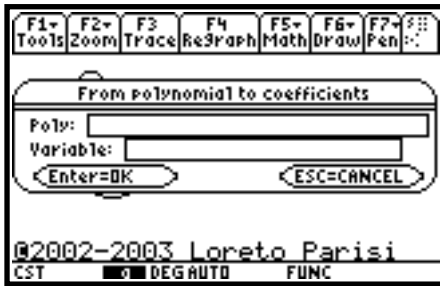 F1▾ F2▾ F3 F4 F5▾ F6▾ F7▾
Tools Zoom Trace ReGraph Math Draw Pen
From polynomial to coefficients
Poly:
Variable:
Enter=OK ESC=CANCEL
@2002-2003 Loreto Parisi
CST DEG AUTO FUNC